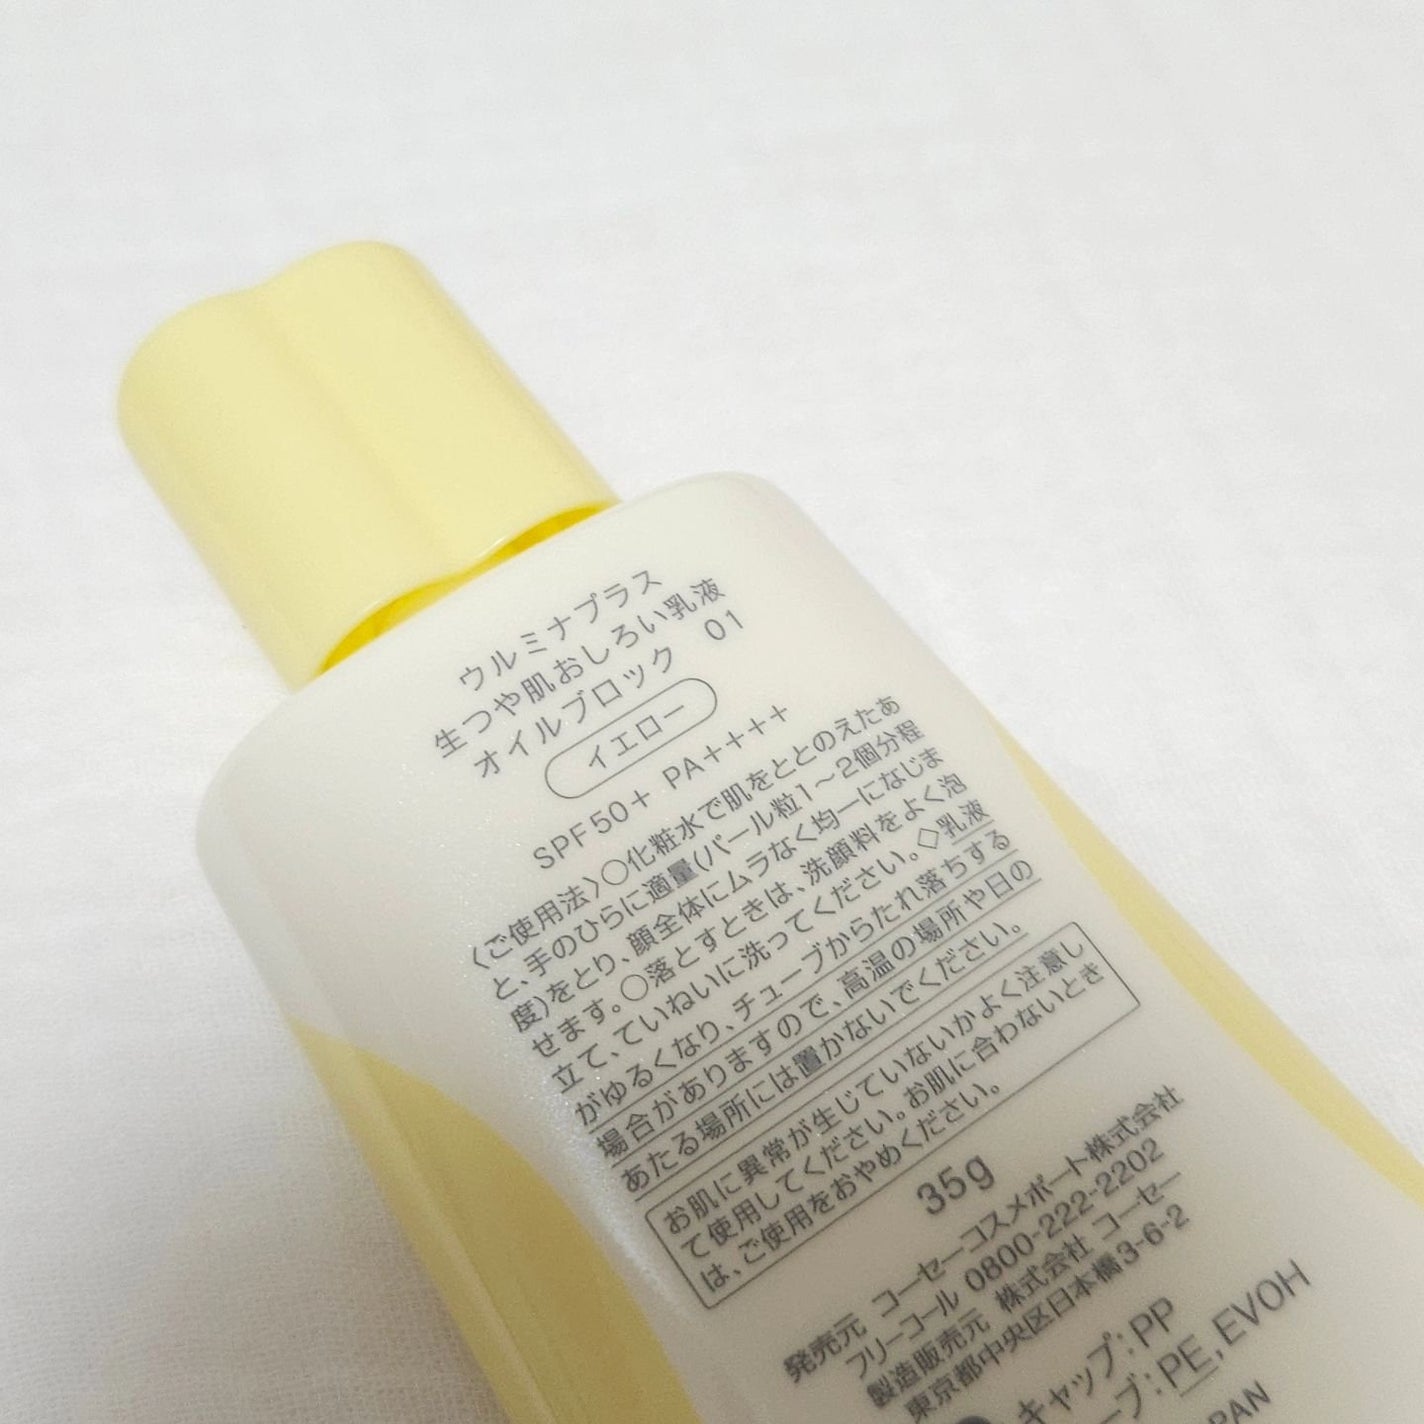 ウルミナプラス
生つや肌おしろい乳液
オイルブロック 01
イエロー
SPF50+ PA++++
〈ご使用法〉○化粧水で肌をととのえたあ
と、手のひらに適量(パール粒1～2個分程
度)をとり、顔全体にムラなく均一になじま
せます。○落とすときは、洗顔料をよく泡
立て、ていねいに洗ってください。◇乳液
がゆるくなり、チューブからたれ落ちする
場合がありますので、高温の場所や日の
あたる場所には置かないでください。
お肌に異常が生じていないかよく注意し
て使用してください。お肌に合わないとき
は、ご使用をおやめください。
35g
発売元 コーセーコスメポート株式会社
フリーコール 0800-222-2202
製造販売元 株式会社 コーセー
東京都中央区日本橋3-6-2
キャップ:PP
ーブ:PE,EVOH
PAN